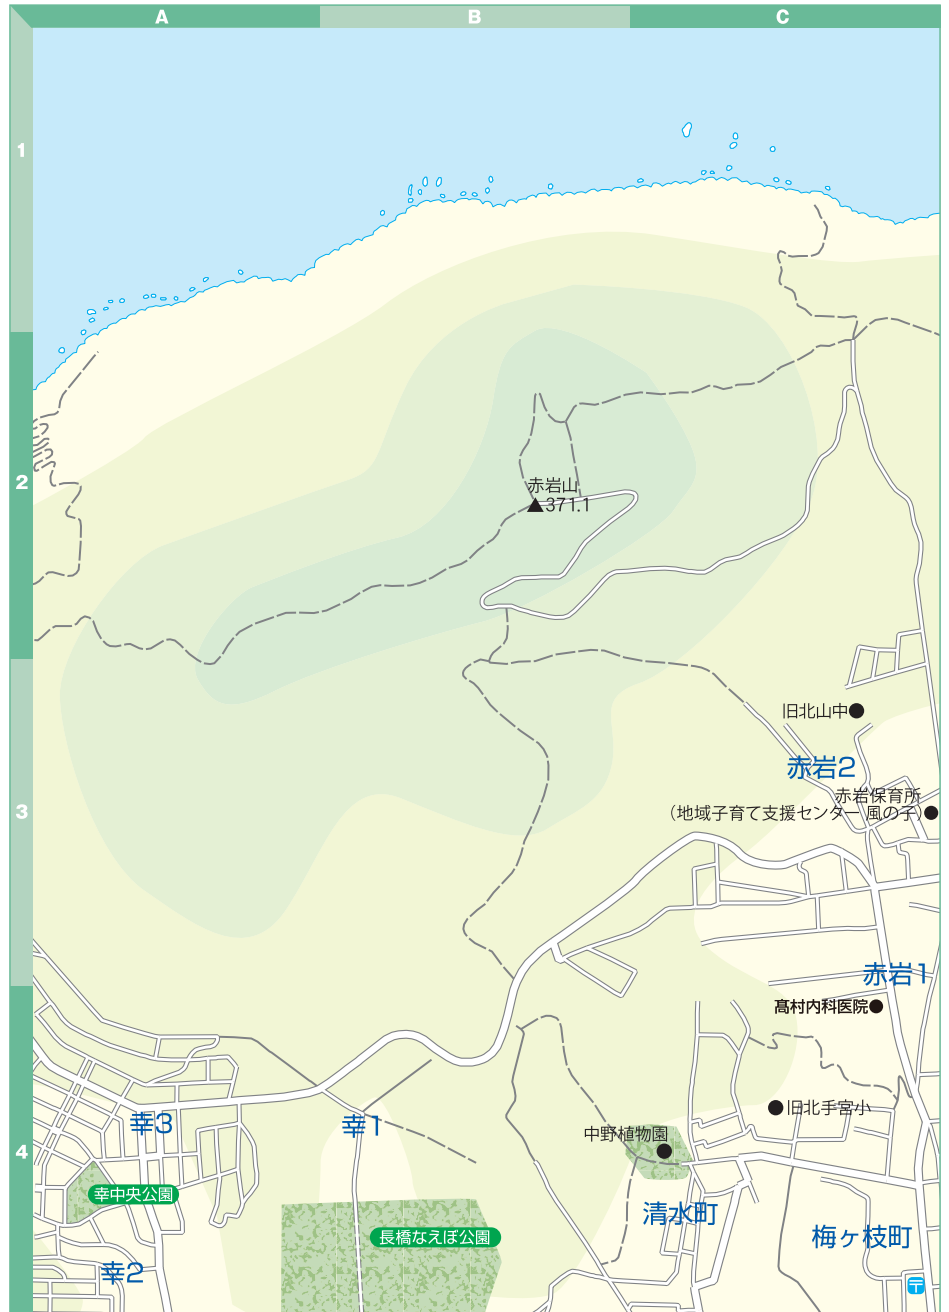 A
B
C
1
2
赤岩山
371.1
旧北山中
赤岩2
3
赤岩保育所
(地域子育て支援センター 風の子)
赤岩1
髙村内科医院
旧北手宮小
幸3
幸1
中野植物園
4
幸中央公園
清水町
長橋なえぼ公園
梅ヶ枝町
幸2
〒